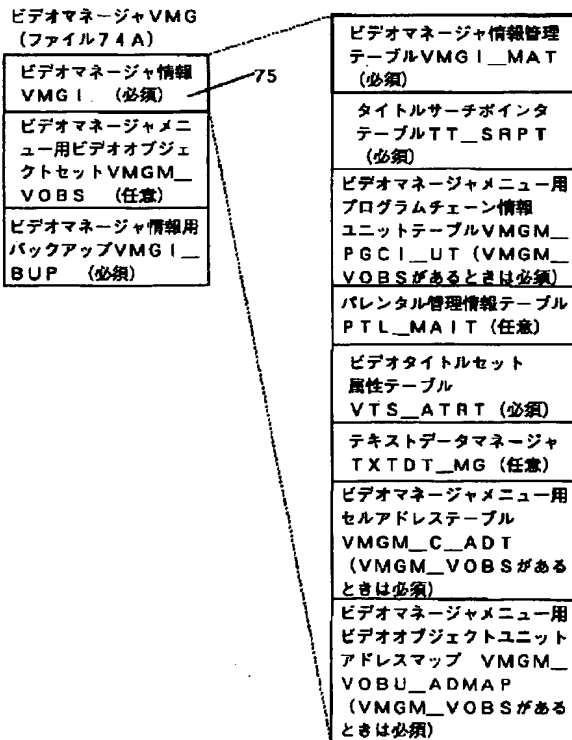 ビデオマネージャVMG
(ファイル74A)
ビデオマネージャ情報
VMGI (必須)
75
ビデオマネージャメニ
ュー用ビデオオブジェ
クトセットVMGM__
VOBS (任意)
ビデオマネージャ情報用
バックアップVMGI__
BUP (必須)
ビデオマネージャ情報管理
テーブルVMGI__MAT
(必須)
タイトルサーチポインタ
テーブルTT__SRPT
(必須)
ビデオマネージャメニュー用
プログラムチェーン情報
ユニットテーブルVMGM__
PGCI__UT (VMGM__
VOBSがあるときは必須)
パレンタル管理情報テーブル
PTL__MAIT (任意)
ビデオタイトルセット
属性テーブル
VTS__ATRT (必須)
テキストデータマネージャ
TXTDT__MG (任意)
ビデオマネージャメニュー用
セルアドレステーブル
VMGM__C__ADT
(VMGM__VOBSがある
ときは必須)
ビデオマネージャメニュー用
ビデオオブジェクトユニット
アドレスマップ VMGM__
VOBU__ADMAP
(VMGM__VOBSがある
ときは必須)